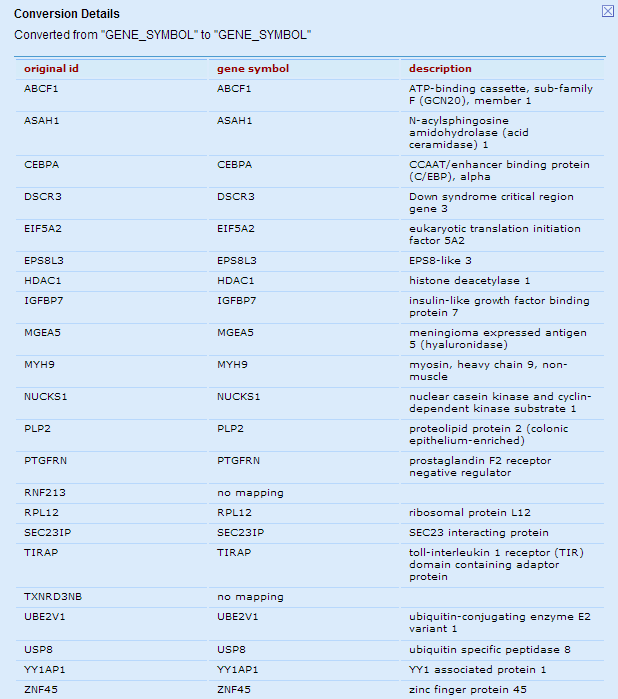 Conversion Details
Converted from "GENE_SYMBOL" to "GENE_SYMBOL"
original id gene symbol description
ABCF1 ABCF1 ATP-binding cassette, sub-family
F (GCN20), member 1
ASAH1 ASAH1 N-acylsphingosine
amidohydrolase (acid
ceramidase) 1
CEBPA CEBPA CCAAT/enhancer binding protein
(C/EBP), alpha
DSCR3 DSCR3 Down syndrome critical region
gene 3
EIF5A2 EIF5A2 eukaryotic translation initiation
factor 5A2
EPS8L3 EPS8L3 EPS8-like 3
HDAC1 HDAC1 histone deacetylase 1
IGFBP7 IGFBP7 insulin-like growth factor binding
protein 7
MGEA5 MGEA5 meningioma expressed antigen
5 (hyaluronidase)
MYH9 MYH9 myosin, heavy chain 9, non-
muscle
NUCKS1 NUCKS1 nuclear casein kinase and cyclin-
dependent kinase substrate 1
PLP2 PLP2 proteolipid protein 2 (colonic
epithelium-enriched)
PTGFRN PTGFRN prostaglandin F2 receptor
negative regulator
RNF213 no mapping
RPL12 RPL12 ribosomal protein L12
SEC23IP SEC23IP SEC23 interacting protein
TIRAP TIRAP toll-interleukin 1 receptor (TIR)
domain containing adaptor
protein
TXNRD3NB no mapping
UBE2V1 UBE2V1 ubiquitin-conjugating enzyme E2
variant 1
USP8 USP8 ubiquitin specific peptidase 8
YY1AP1 YY1AP1 YY1 associated protein 1
ZNF45 ZNF45 zinc finger protein 45